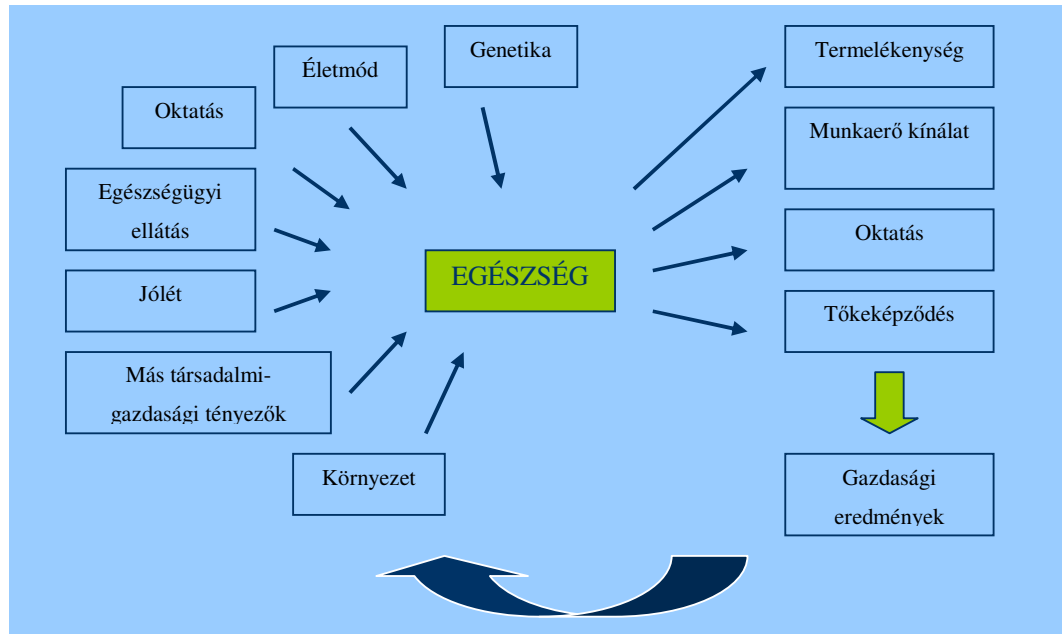 Genetika
Életmód
Oktatás
Egészségügyi
ellátás
Jólét
Más társadalmi-
gazdasági tényezők
Környezet
EGÉSZSÉG
Termelékenység
Munkaerő kínálat
Oktatás
Tőkeképződés
Gazdasági
eredmények